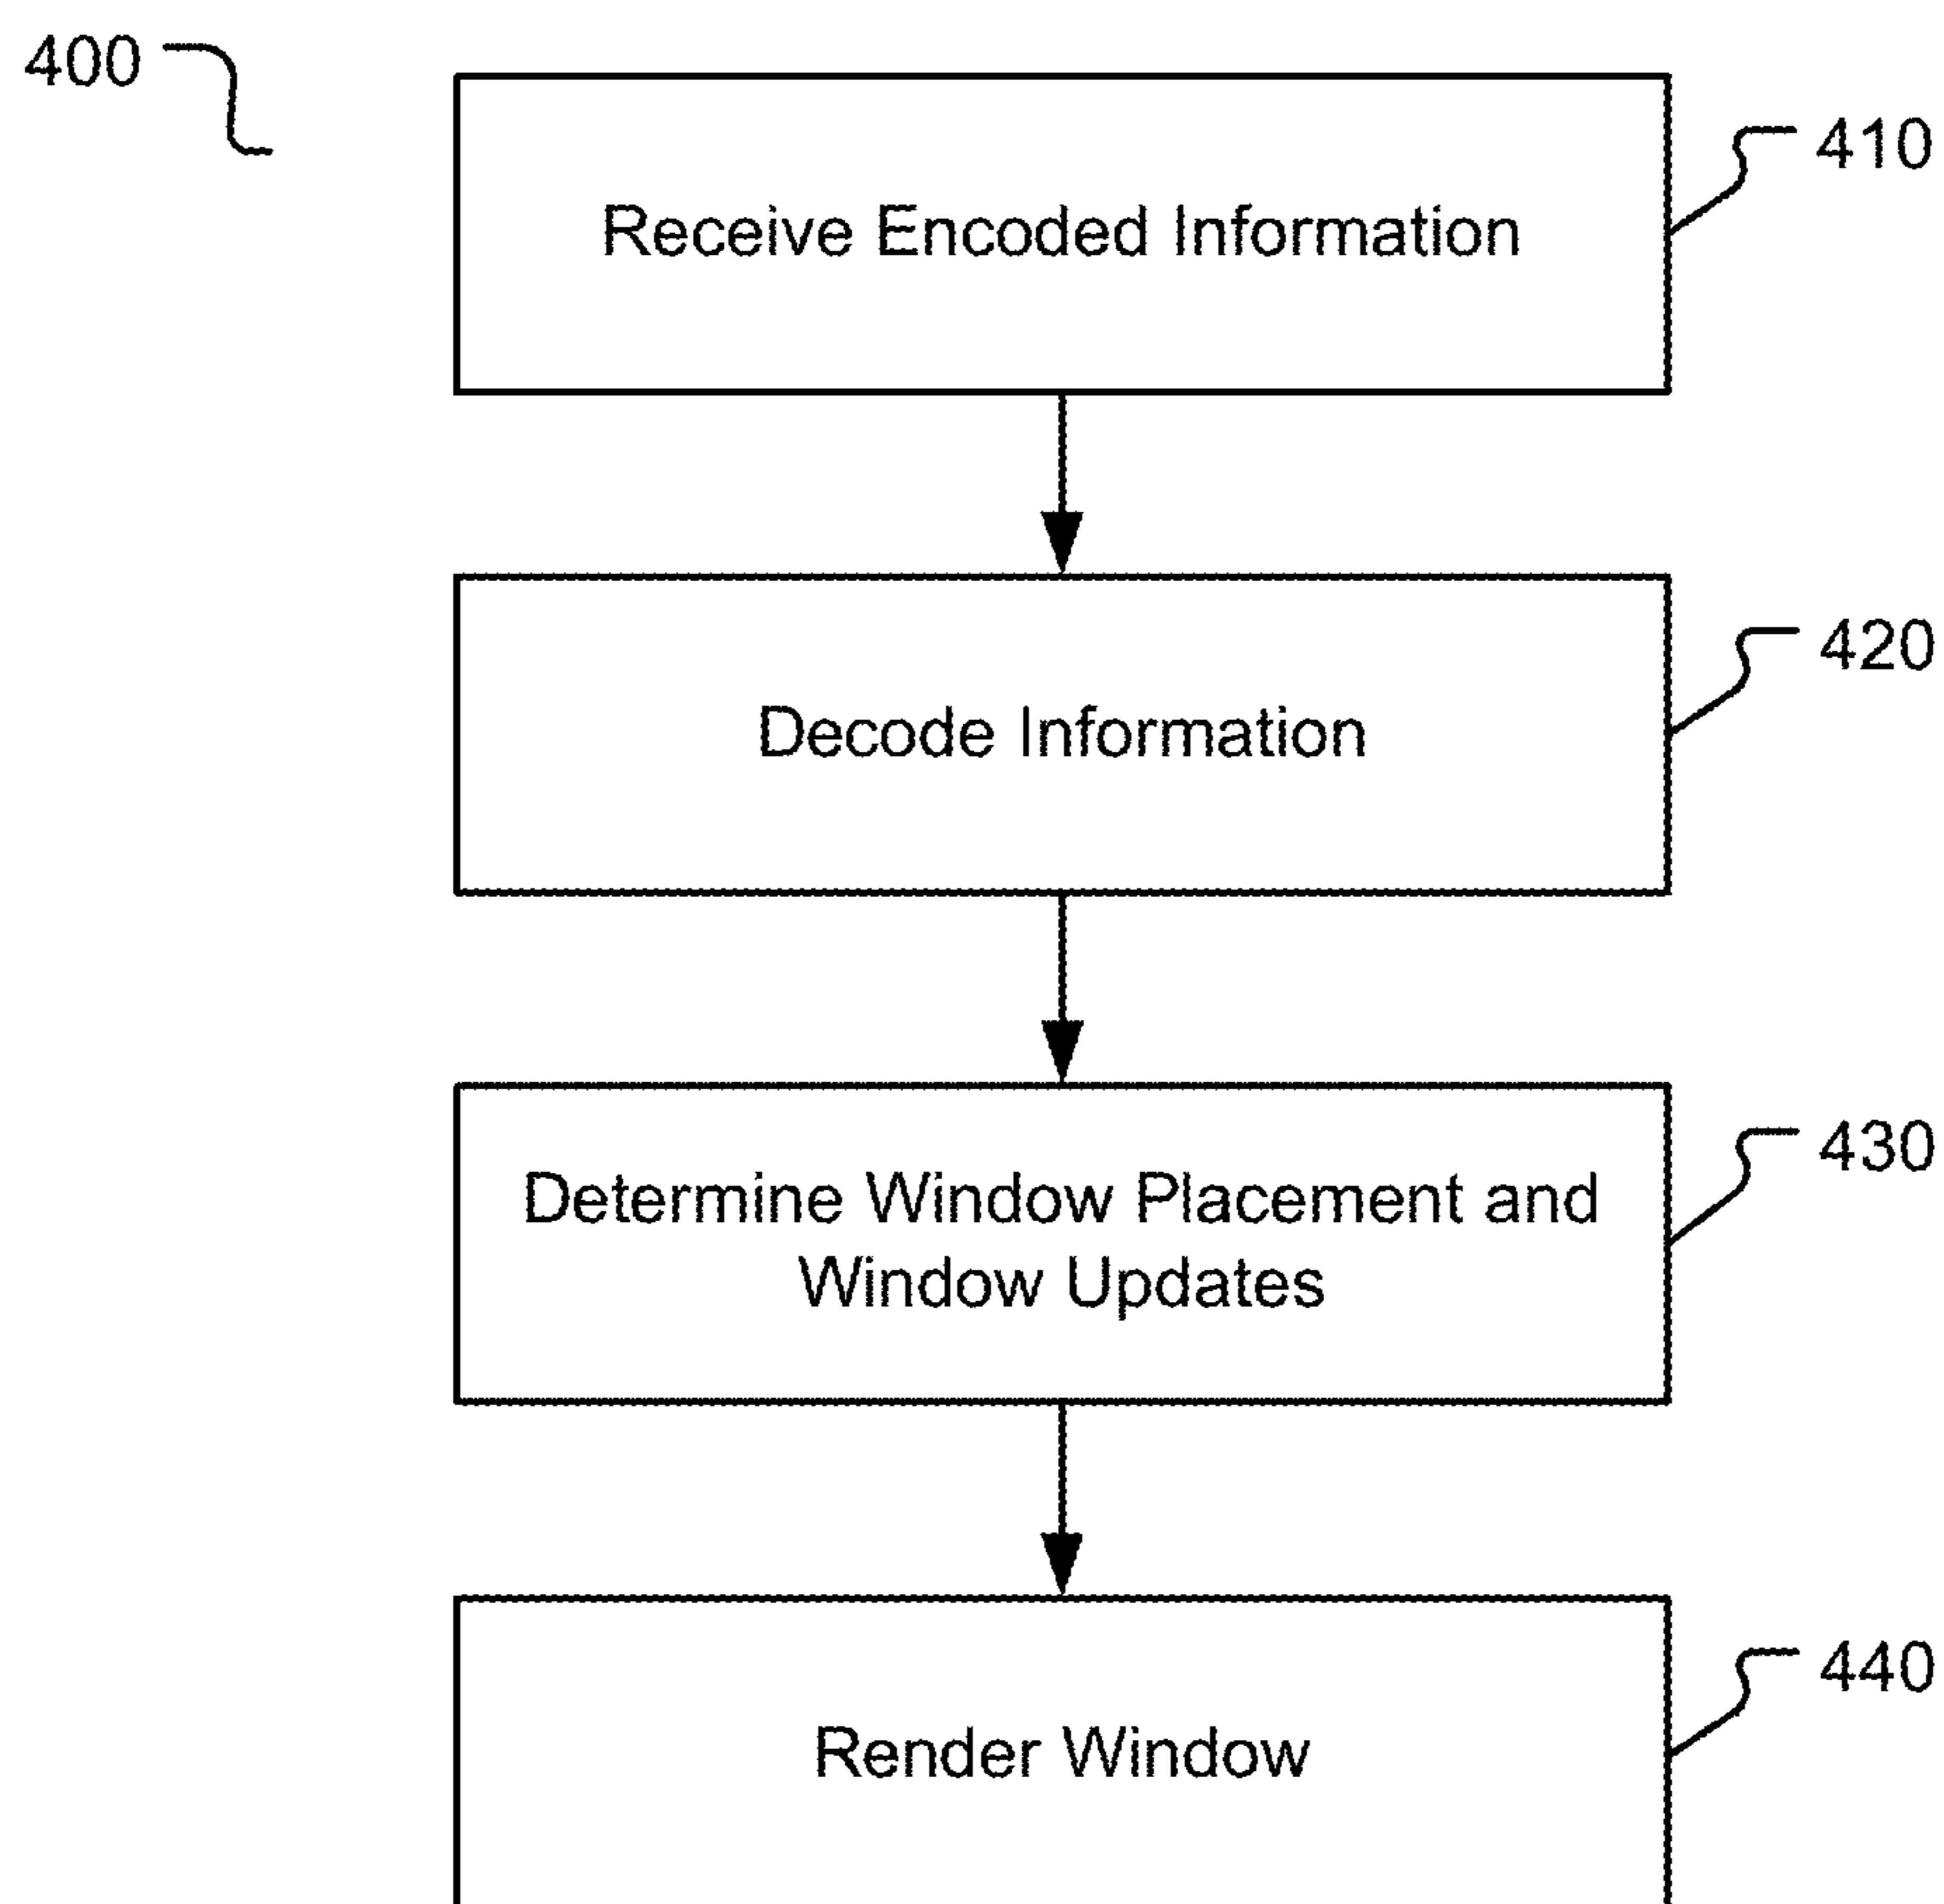 400
410
Receive Encoded Information
420
Decode Information
430
Determine Window Placement and
Window Updates
440
Render Window